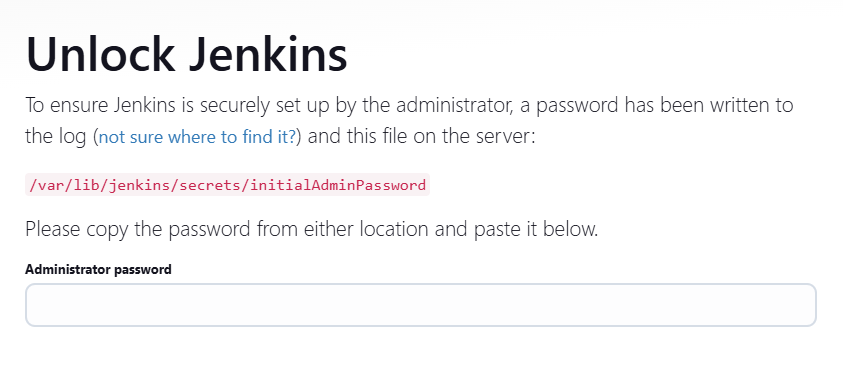 Unlock Jenkins
To ensure Jenkins is securely set up by the administrator, a password has been written to
the log (not sure where to find it?) and this file on the server:
/var/lib/jenkins/secrets/initialAdminPassword
Please copy the password from either location and paste it below.
Administrator password